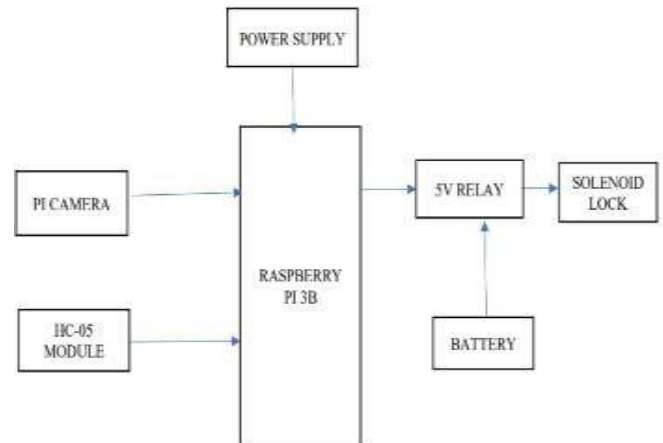 POWER SUPPLY
PI CAMERA
RASPBERRY
PI 3B
5V RELAY
SOLENOID
LOCK
HC-05
MODULE
BATTERY